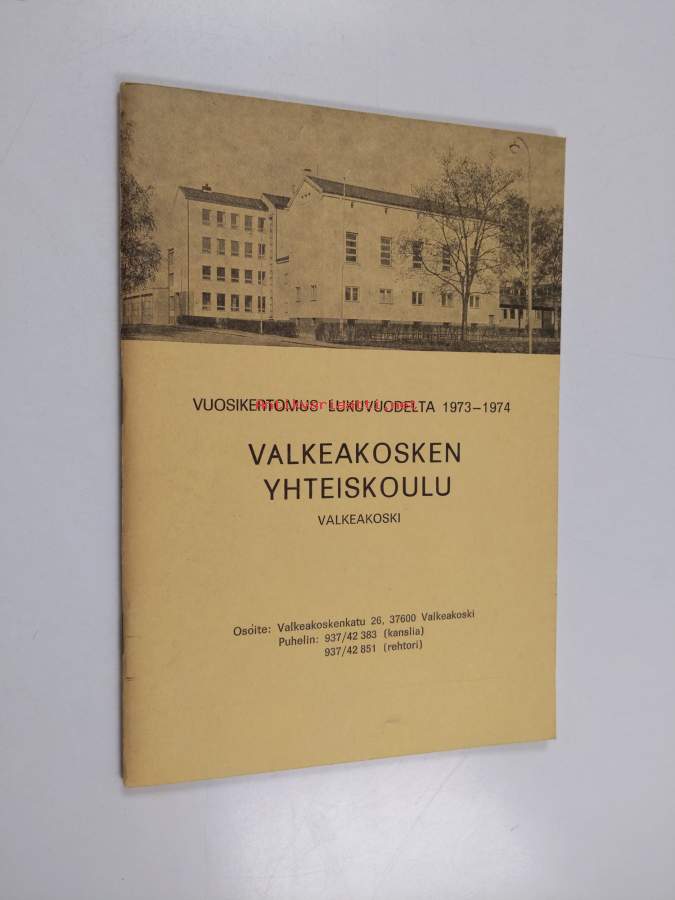 VUOSIKERTOMUS LUKUVUODELTA 1973–1974
VALKEAKOSKEN
YHTEISKOULU
VALKEAKOSKI
Osoite: Valkeakoskenkatu 26, 37600 Valkeakoski
Puhelin: 937/42 383 (kanslia)
937/42 851 (rehtori)